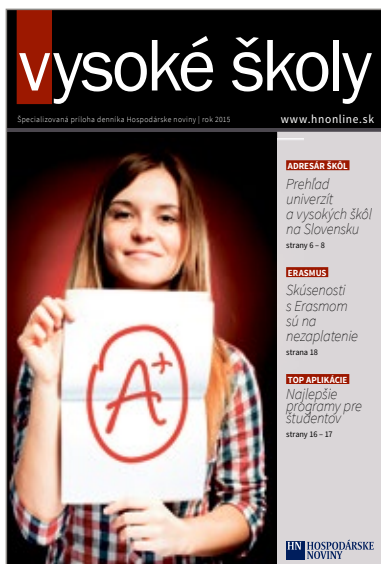 vysoké školy
Špecializovaná príloha denníka Hospodárske noviny | rok 2015
www.hnonline.sk
ADRESÁR ŠKÔL
Prehľad
univerzít
a vysokých škôl
na Slovensku
strany 6 – 8
ERASMUS
Skúsenosti
s Erasmom
sú na
nezaplatenie
strana 18
TOP APLIKÁCIE
Najlepšie
programy pre
študentov
strany 16 – 17
A+
HN HOSPODÁRSKE
NOVINY